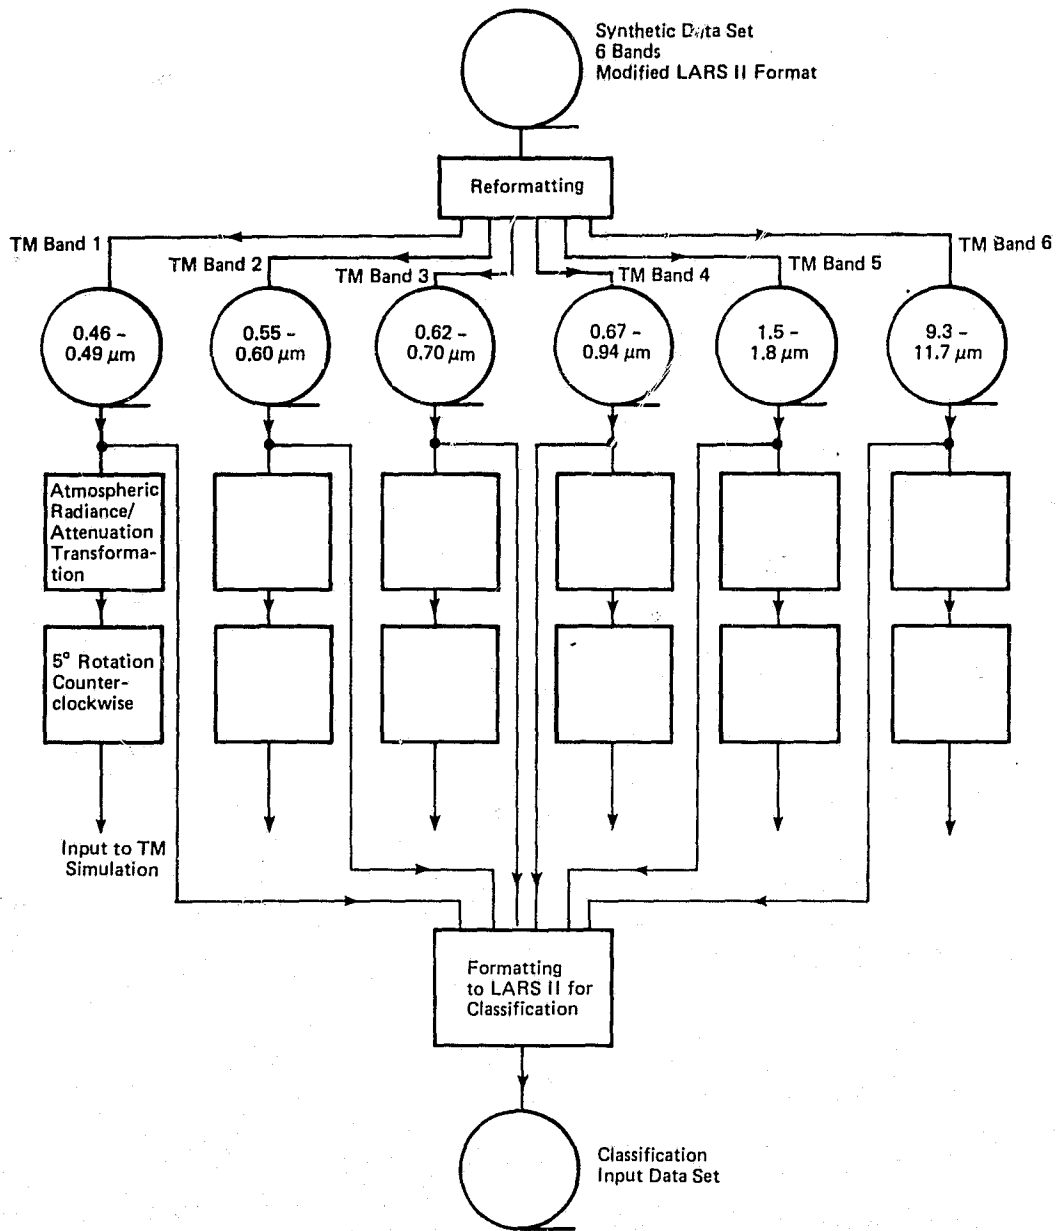 Synthetic Data Set
6 Bands
Modified LARS II Format
Reformatting
TM Band 1
TM Band 2
TM Band 3
TM Band 4
TM Band 5
TM Band 6
0.46 –
0.49 μm
0.55 –
0.60 μm
0.62 –
0.70 μm
0.67 –
0.94 μm
1.5 –
1.8 μm
9.3 –
11.7 μm
Atmospheric
Radiance/
Attenuation
Transforma-
tion
5° Rotation
Counter-
clockwise
Input to TM
Simulation
Formatting
to LARS II for
Classification
Classification
Input Data Set